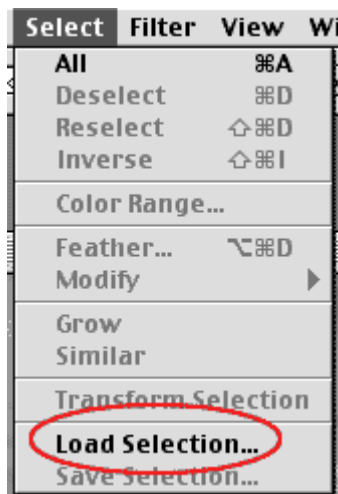 Select Filter View Wi
All ⌘A
Deselect ⌘D
Reselect ⇧⌘D
Inverse ⇧⌘I
Color Range...
Feather... ⌥⌘D
Modify
Grow
Similar
Transform Selection
Load Selection...
Save Selection...